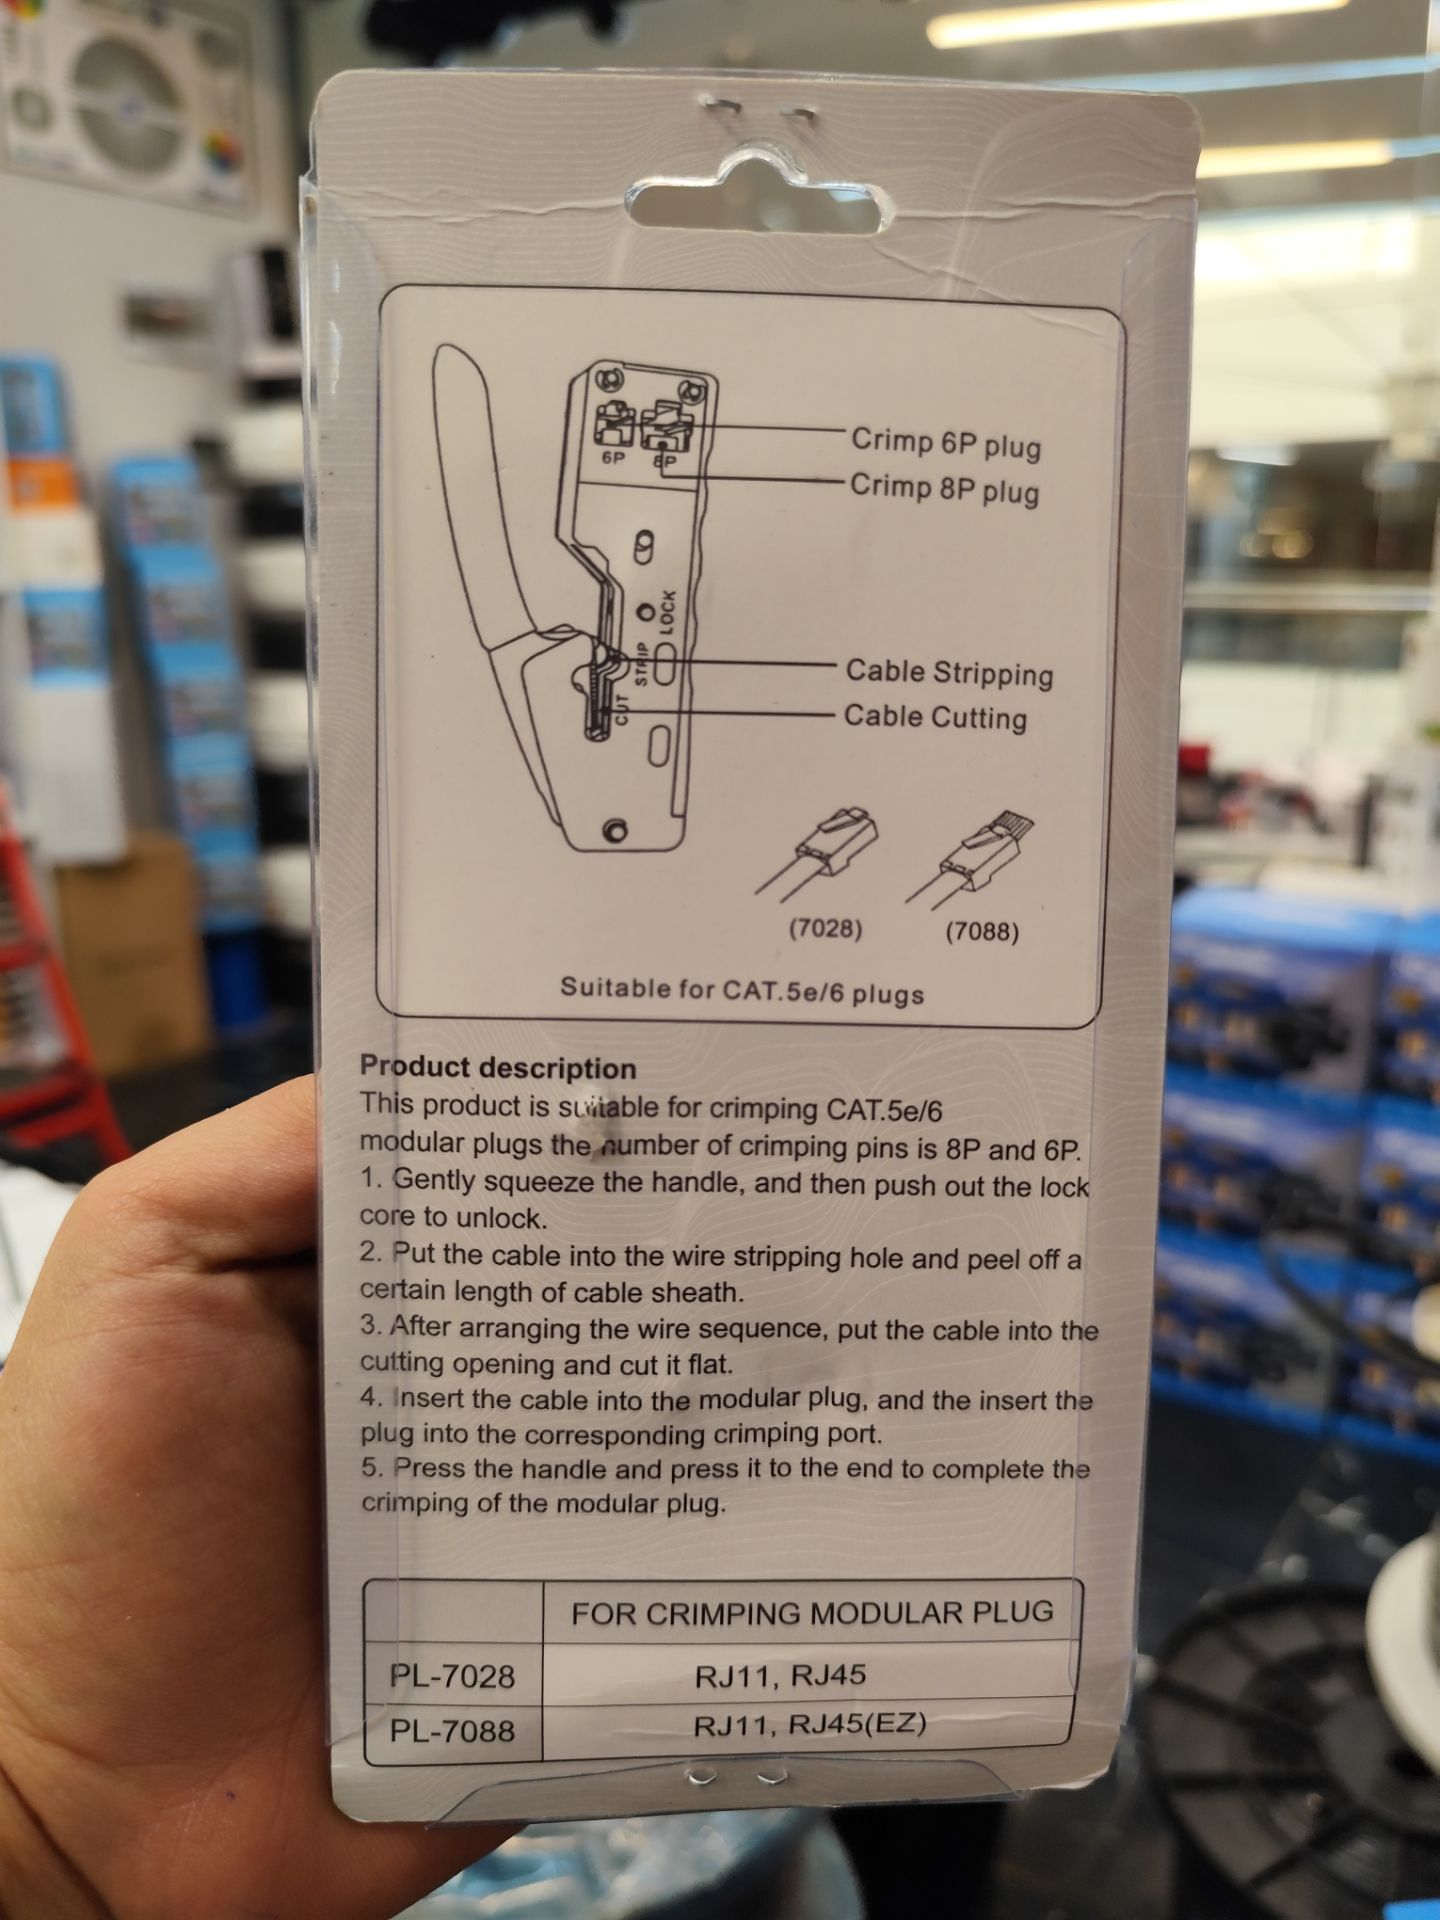 6P
8P
Crimp 6P plug
Crimp 8P plug
LOCK
STRIP
CUT
Cable Stripping
Cable Cutting
(7028)
(7088)
Suitable for CAT.5e/6 plugs
Product description
This product is suitable for crimping CAT.5e/6
modular plugs the number of crimping pins is 8P and 6P.
1. Gently squeeze the handle, and then push out the lock
core to unlock.
2. Put the cable into the wire stripping hole and peel off a
certain length of cable sheath.
3. After arranging the wire sequence, put the cable into the
cutting opening and cut it flat.
4. Insert the cable into the modular plug, and the insert the
plug into the corresponding crimping port.
5. Press the handle and press it to the end to complete the
crimping of the modular plug.
FOR CRIMPING MODULAR PLUG
PL-7028 RJ11, RJ45
PL-7088 RJ11, RJ45(EZ)